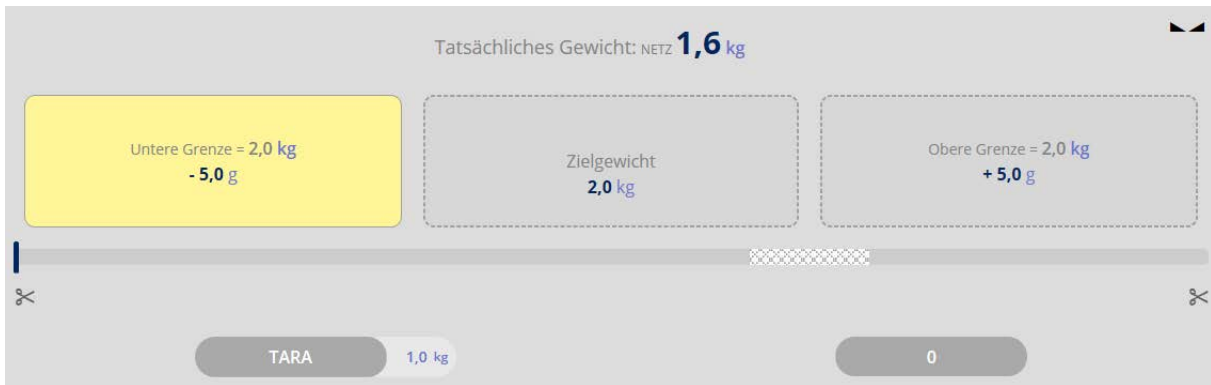 Tatsächliches Gewicht: NETZ 1,6 kg
Untere Grenze = 2,0 kg
- 5,0 g
Zielgewicht
2,0 kg
Obere Grenze = 2,0 kg
+ 5,0 g
TARA 1,0 kg
0